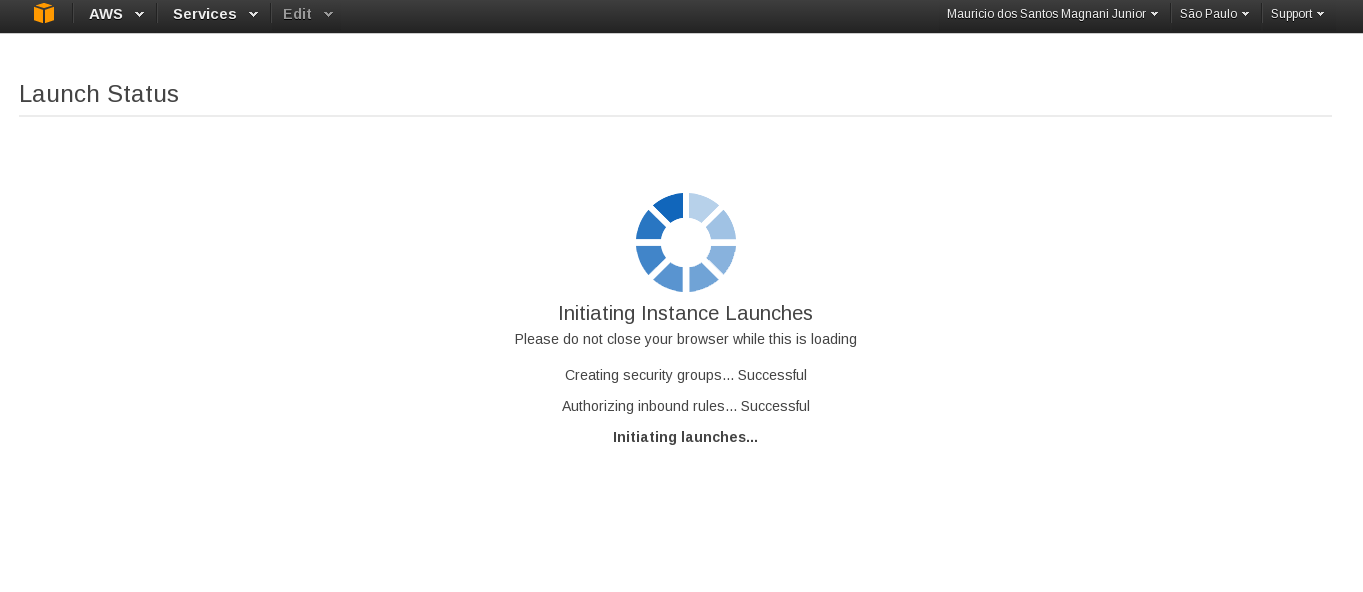 AWS Services Edit Mauricio dos Santos Magnani Junior São Paulo Support
Launch Status
Initiating Instance Launches
Please do not close your browser while this is loading
Creating security groups... Successful
Authorizing inbound rules... Successful
Initiating launches...